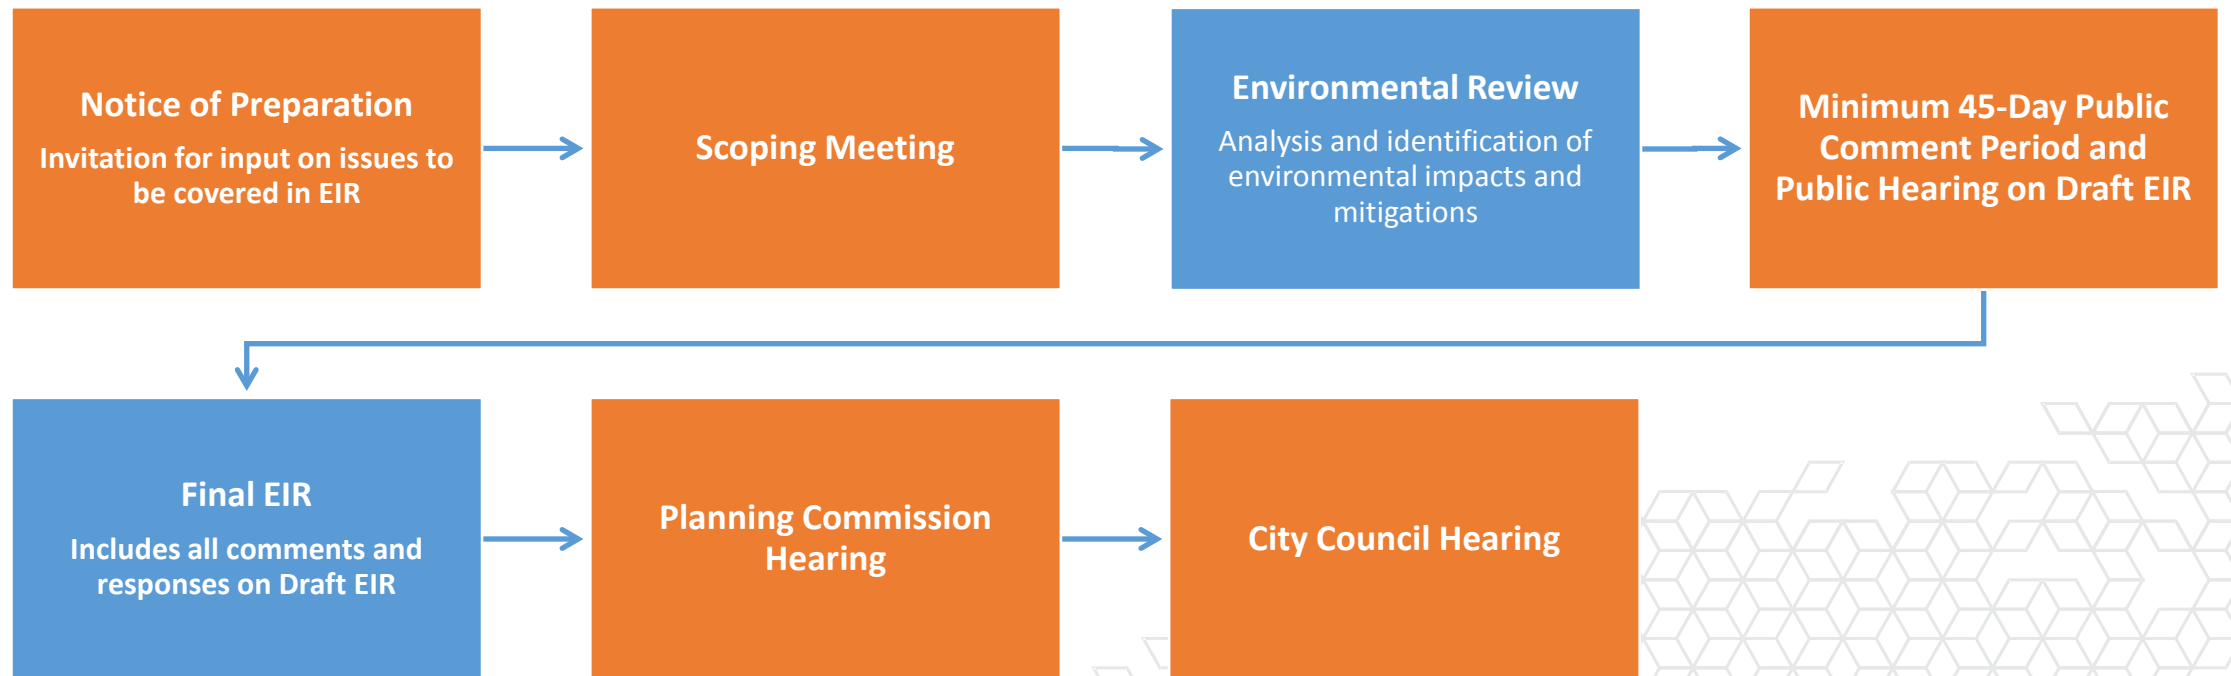 Notice of Preparation
Invitation for input on issues to
be covered in EIR
Scoping Meeting
Environmental Review
Analysis and identification of
environmental impacts and
mitigations
Minimum 45-Day Public
Comment Period and
Public Hearing on Draft EIR
Final EIR
Includes all comments and
responses on Draft EIR
Planning Commission
Hearing
City Council Hearing